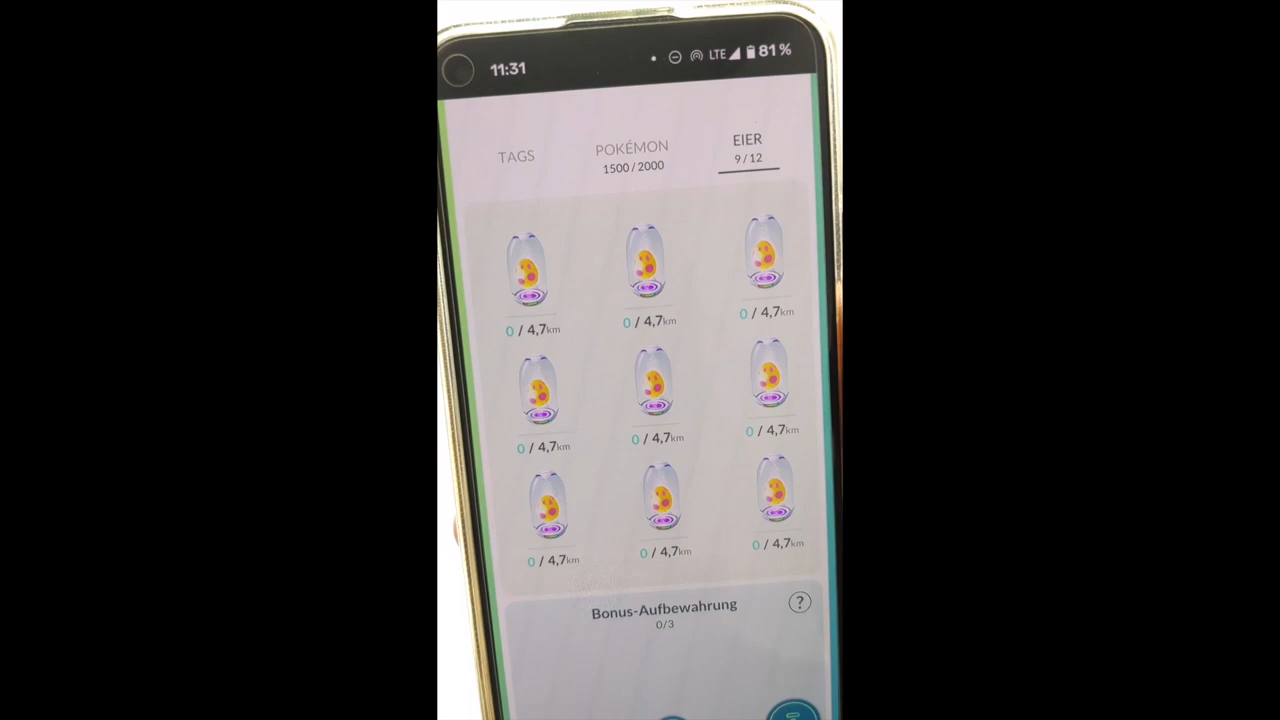 11:31
LTE 81%
TAGS
POKÉMON
1500 / 2000
EIER
9 / 12
0 / 4,7km
0 / 4,7km
0 / 4,7km
0 / 4,7km
0 / 4,7km
0 / 4,7km
0 / 4,7km
0 / 4,7km
0 / 4,7km
Bonus-Aufbewahrung
?
0/3